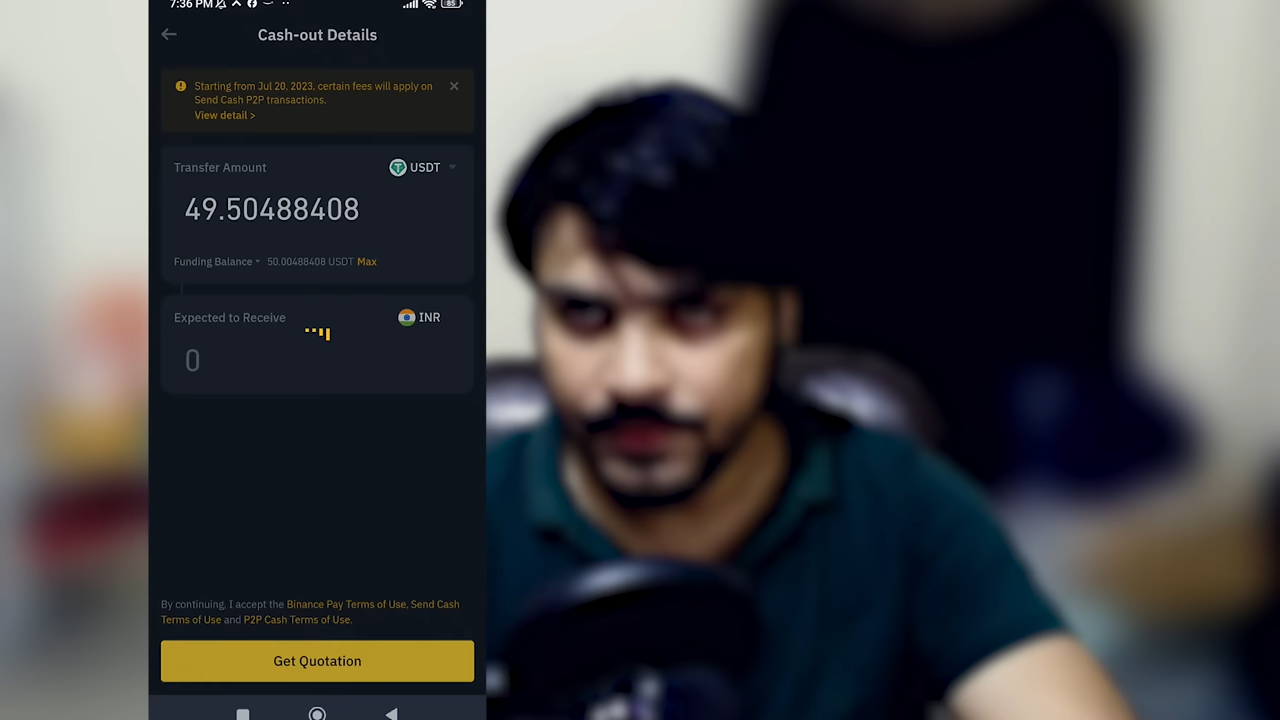 7:36 PM
85
Cash-out Details
Starting from Jul 20, 2023, certain fees will apply on
Send Cash P2P transactions.
View detail >
Transfer Amount
USDT
49.50488408
Funding Balance
50.00488408 USDT Max
Expected to Receive
INR
0
By continuing, I accept the Binance Pay Terms of Use, Send Cash
Terms of Use and P2P Cash Terms of Use.
Get Quotation